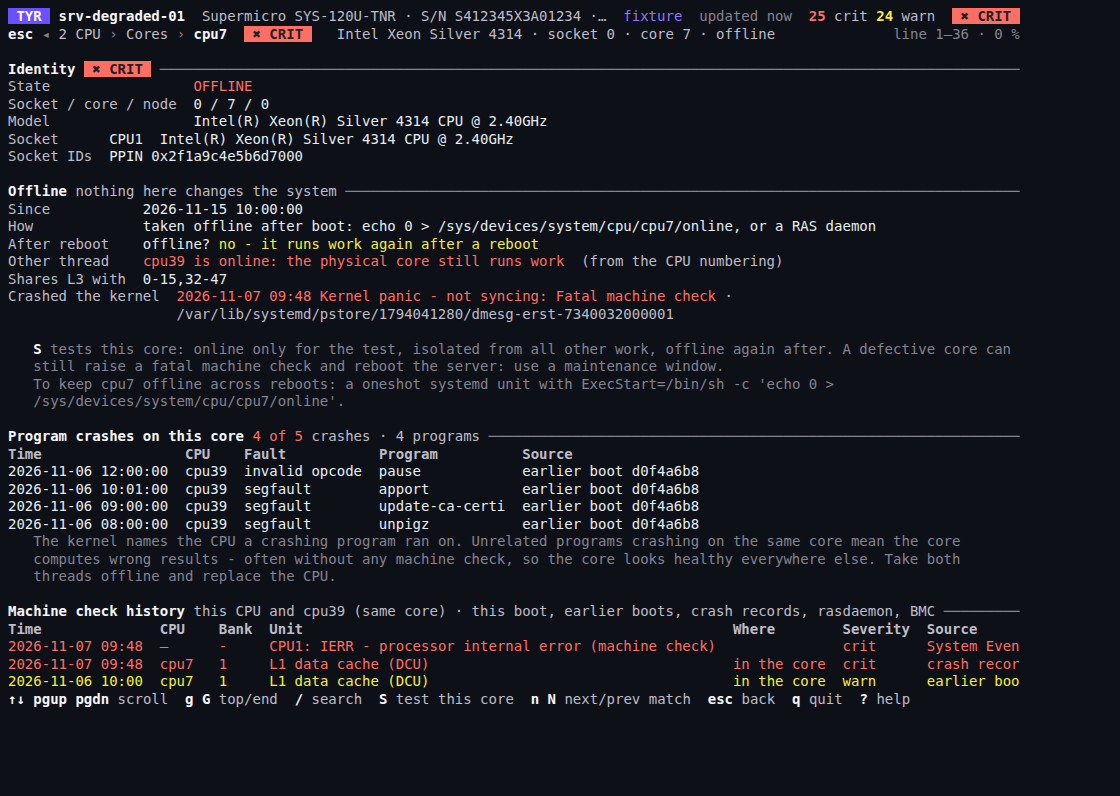 TYR srv-degraded-01 Supermicro SYS-120U-TNR · S/N S412345X3A01234 ·… fixture updated now 25 crit 24 warn ✖ CRIT
esc ◂ 2 CPU › Cores › cpu7 ✖ CRIT Intel Xeon Silver 4314 · socket 0 · core 7 · offline line 1–36 · 0 %
Identity ✖ CRIT
State OFFLINE
Socket / core / node 0 / 7 / 0
Model Intel(R) Xeon(R) Silver 4314 CPU @ 2.40GHz
Socket CPU1 Intel(R) Xeon(R) Silver 4314 CPU @ 2.40GHz
Socket IDs PPIN 0x2f1a9c4e5b6d7000
Offline nothing here changes the system
Since 2026-11-15 10:00:00
How taken offline after boot: echo 0 > /sys/devices/system/cpu/cpu7/online, or a RAS daemon
After reboot offline? no - it runs work again after a reboot
Other thread cpu39 is online: the physical core still runs work (from the CPU numbering)
Shares L3 with 0-15,32-47
Crashed the kernel 2026-11-07 09:48 Kernel panic - not syncing: Fatal machine check ·
/var/lib/systemd/pstore/1794041280/dmesg-erst-7340032000001
S tests this core: online only for the test, isolated from all other work, offline again after. A defective core can
still raise a fatal machine check and reboot the server: use a maintenance window.
To keep cpu7 offline across reboots: a oneshot systemd unit with ExecStart=/bin/sh -c 'echo 0 >
/sys/devices/system/cpu/cpu7/online'.
Program crashes on this core 4 of 5 crashes · 4 programs
Time CPU Fault Program Source
2026-11-06 12:00:00 cpu39 invalid opcode pause earlier boot d0f4a6b8
2026-11-06 10:01:00 cpu39 segfault apport earlier boot d0f4a6b8
2026-11-06 09:00:00 cpu39 segfault update-ca-certi earlier boot d0f4a6b8
2026-11-06 08:00:00 cpu39 segfault unpigz earlier boot d0f4a6b8
The kernel names the CPU a crashing program ran on. Unrelated programs crashing on the same core mean the core
computes wrong results - often without any machine check, so the core looks healthy everywhere else. Take both
threads offline and replace the CPU.
Machine check history this CPU and cpu39 (same core) · this boot, earlier boots, crash records, rasdaemon, BMC
Time CPU Bank Unit Where Severity Source
2026-11-07 09:48 – - CPU1: IERR - processor internal error (machine check) crit System Even
2026-11-07 09:48 cpu7 1 L1 data cache (DCU) in the core crit crash recor
2026-11-06 10:00 cpu7 1 L1 data cache (DCU) in the core warn earlier boo
↑↓ pgup pgdn scroll g G top/end / search S test this core n N next/prev match esc back q quit ? help